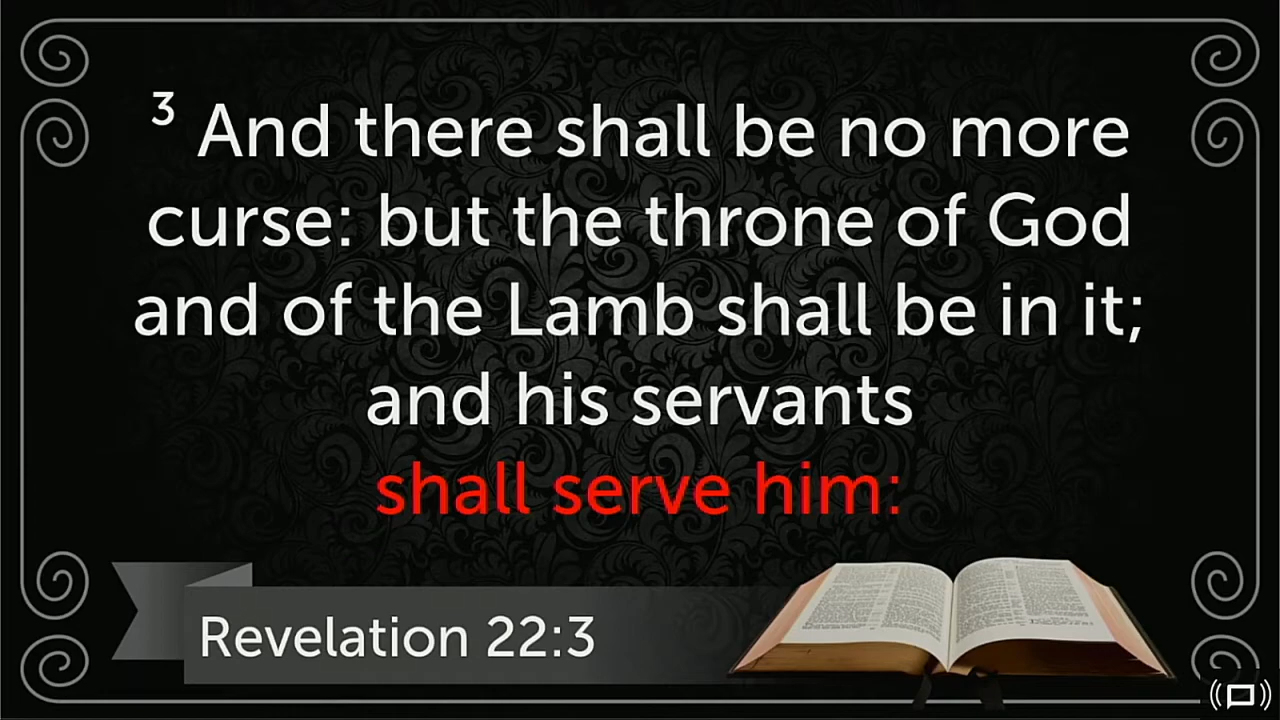 3 And there shall be no more
curse: but the throne of God
and of the Lamb shall be in it;
and his servants
shall serve him:
Revelation 22:3